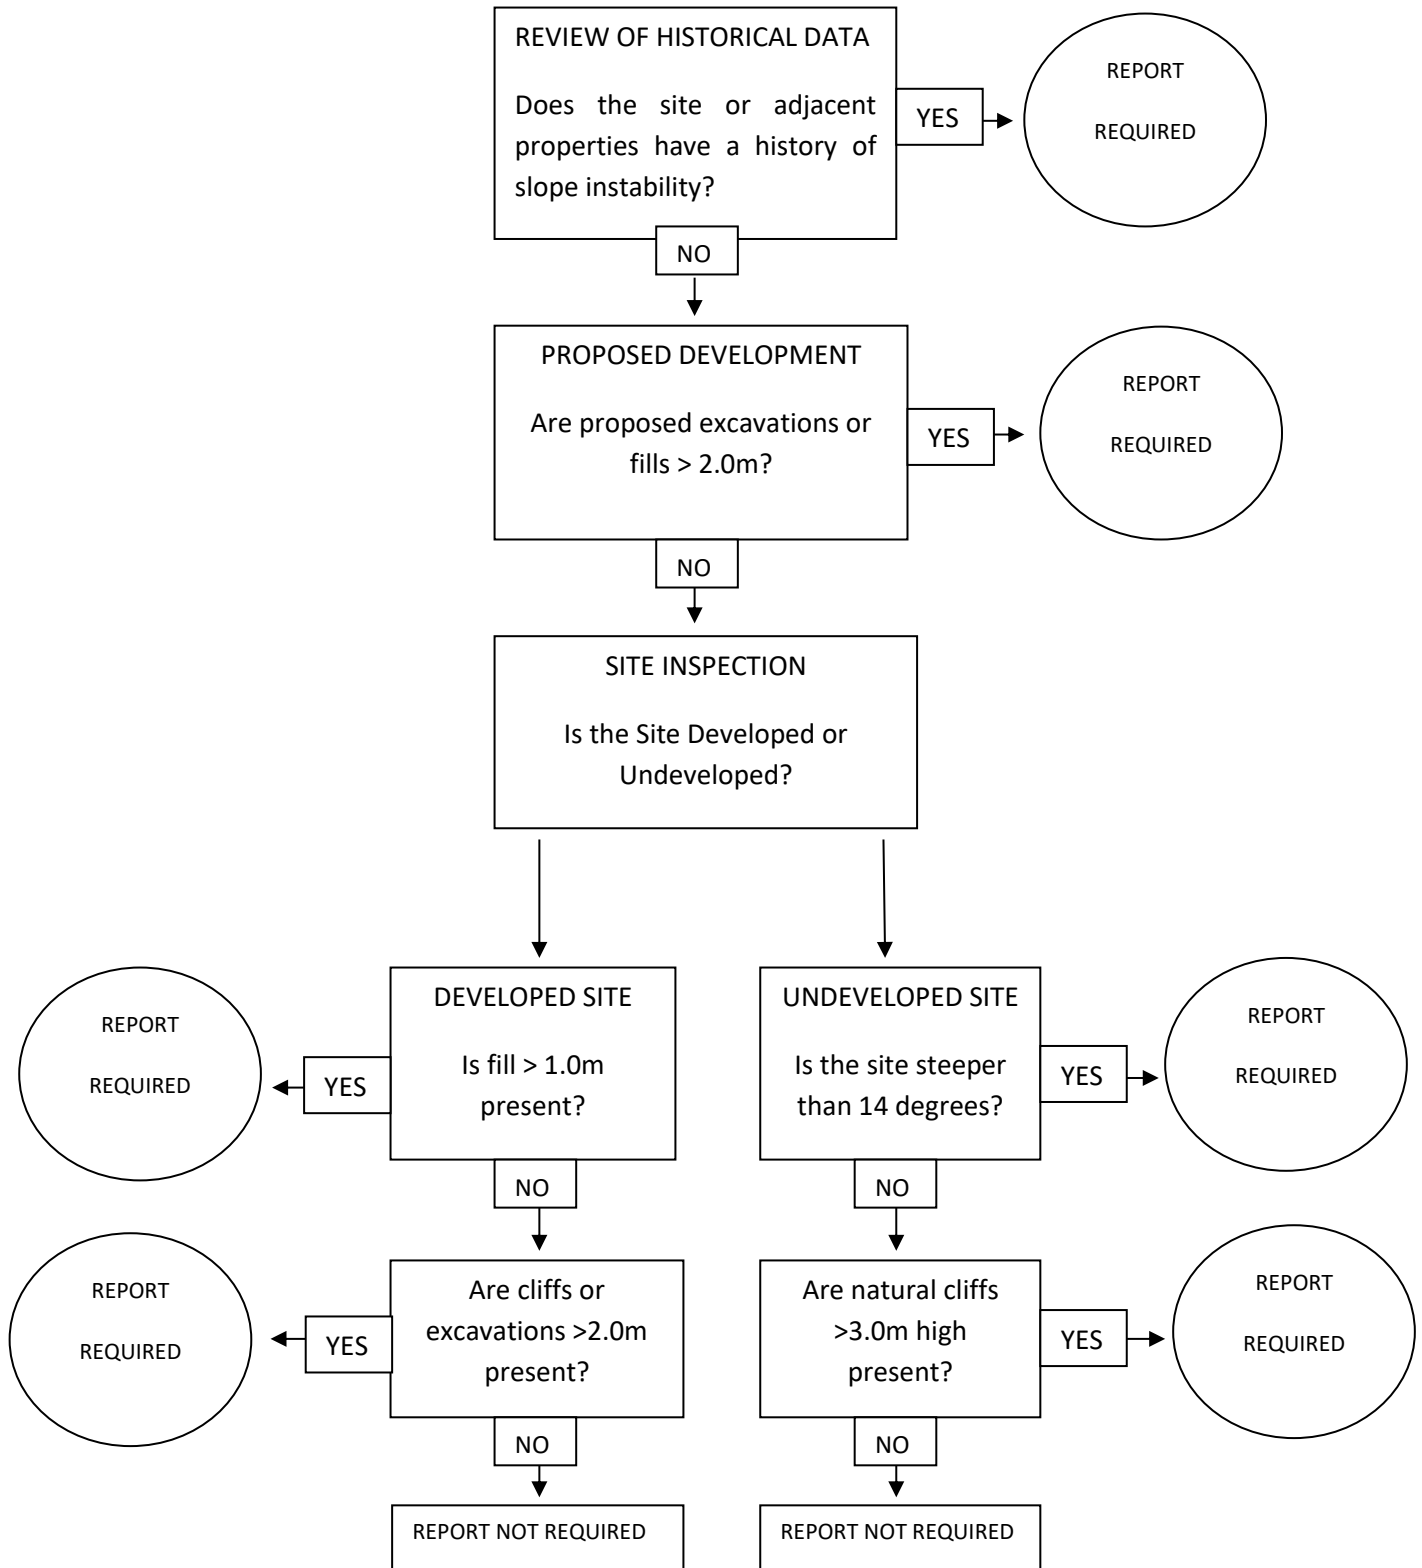 REVIEW OF HISTORICAL DATA
Does the site or adjacent
properties have a history of
slope instability?
YES
REPORT
REQUIRED
NO
PROPOSED DEVELOPMENT
Are proposed excavations or
fills > 2.0m?
YES
REPORT
REQUIRED
NO
SITE INSPECTION
Is the Site Developed or
Undeveloped?
DEVELOPED SITE
Is fill > 1.0m
present?
YES
REPORT
REQUIRED
NO
Are cliffs or
excavations >2.0m
present?
YES
REPORT
REQUIRED
NO
REPORT NOT REQUIRED
UNDEVELOPED SITE
Is the site steeper
than 14 degrees?
YES
REPORT
REQUIRED
NO
Are natural cliffs
>3.0m high
present?
YES
REPORT
REQUIRED
NO
REPORT NOT REQUIRED